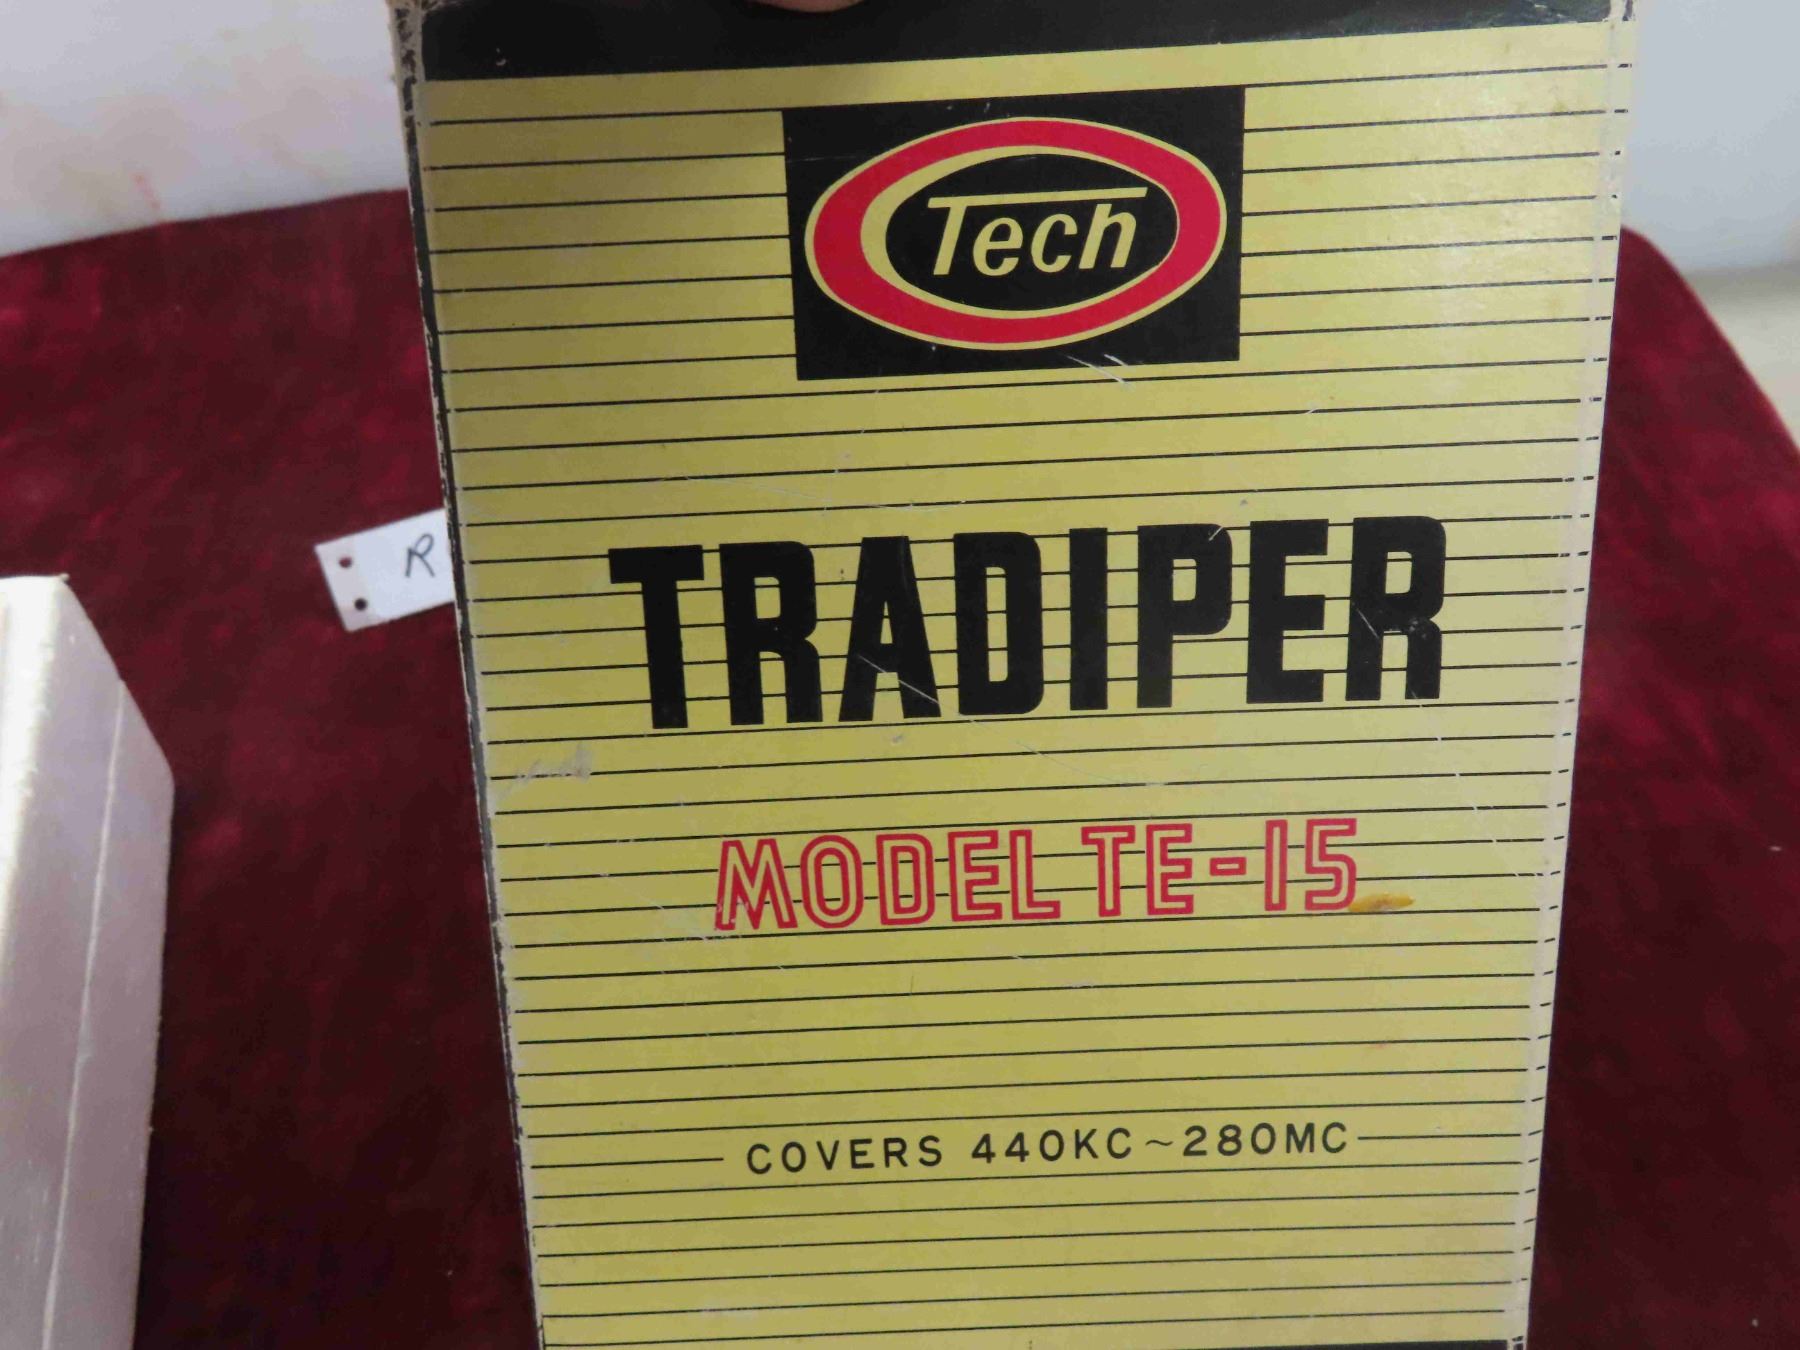 Tech
TRADIPER
R
MODEL TE-15
COVERS 440KC~280MC